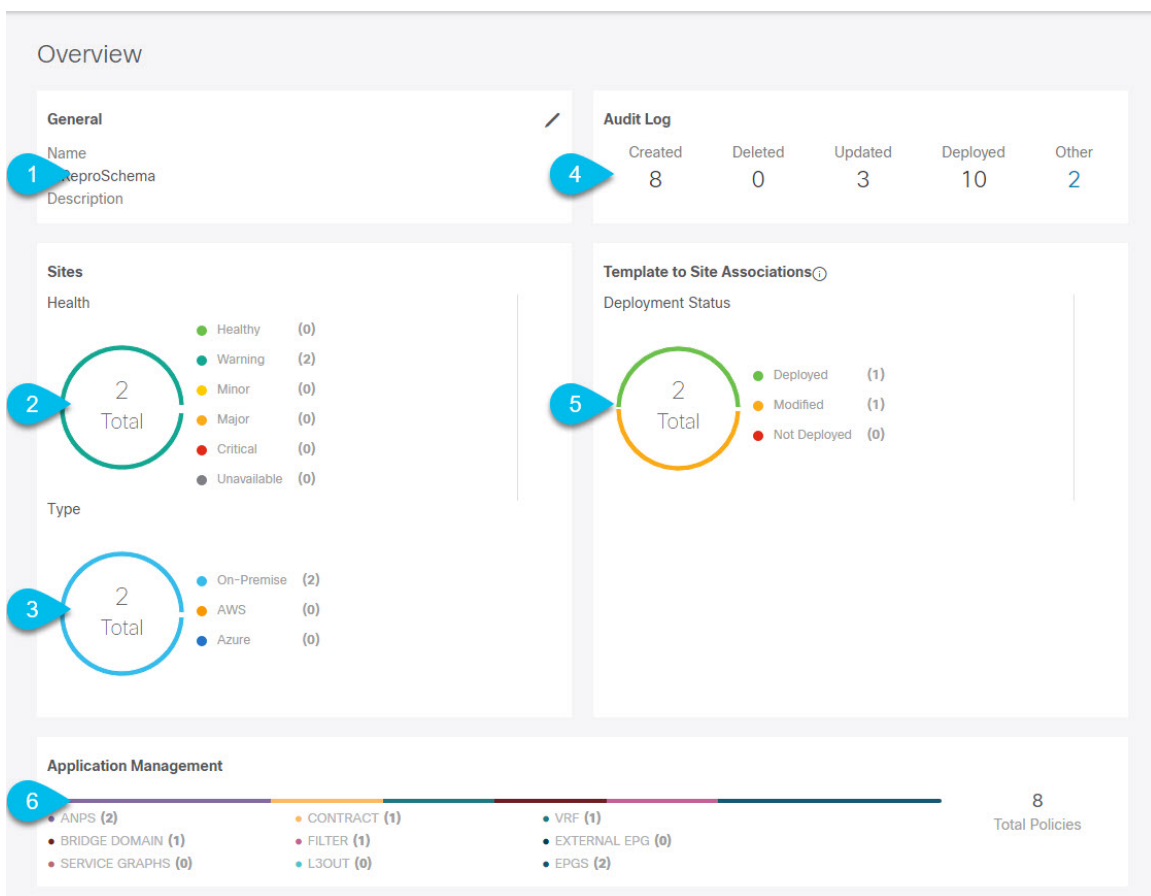 Overview
General
Name
1
ReproSchema
Description
Audit Log
Created Deleted Updated Deployed Other
4
8 0 3 10 2
Sites
Health
2
2
Total
Healthy (0)
Warning (2)
Minor (0)
Major (0)
Critical (0)
Unavailable (0)
Type
3
2
Total
On-Premise (2)
AWS (0)
Azure (0)
Template to Site Associations
Deployment Status
5
2
Total
Deployed (1)
Modified (1)
Not Deployed (0)
Application Management
6
ANPS (2) CONTRACT (1) VRF (1)
BRIDGE DOMAIN (1) FILTER (1) EXTERNAL EPG (0)
SERVICE GRAPHS (0) L3OUT (0) EPGS (2)
8
Total Policies